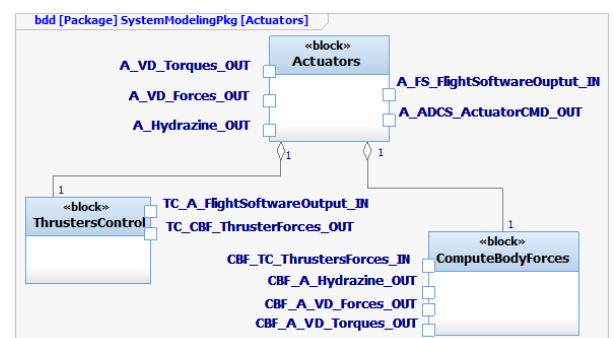 bdd [Package] SystemModelingPkg [Actuators]
«block»
Actuators
A_VD_Torques_OUT
A_VD_Forces_OUT
A_Hydrazine_OUT
A_FS_FlightSoftwareOuptut_IN
A_ADCS_ActuatorCMD_OUT
1
1
1
«block»
ThrustersControl
TC_A_FlightSoftwareOutput_IN
TC_CBF_ThrusterForces_OUT
1
«block»
ComputeBodyForces
CBF_TC_ThrustersForces_IN
CBF_A_Hydrazine_OUT
CBF_A_VD_Forces_OUT
CBF_A_VD_Torques_OUT